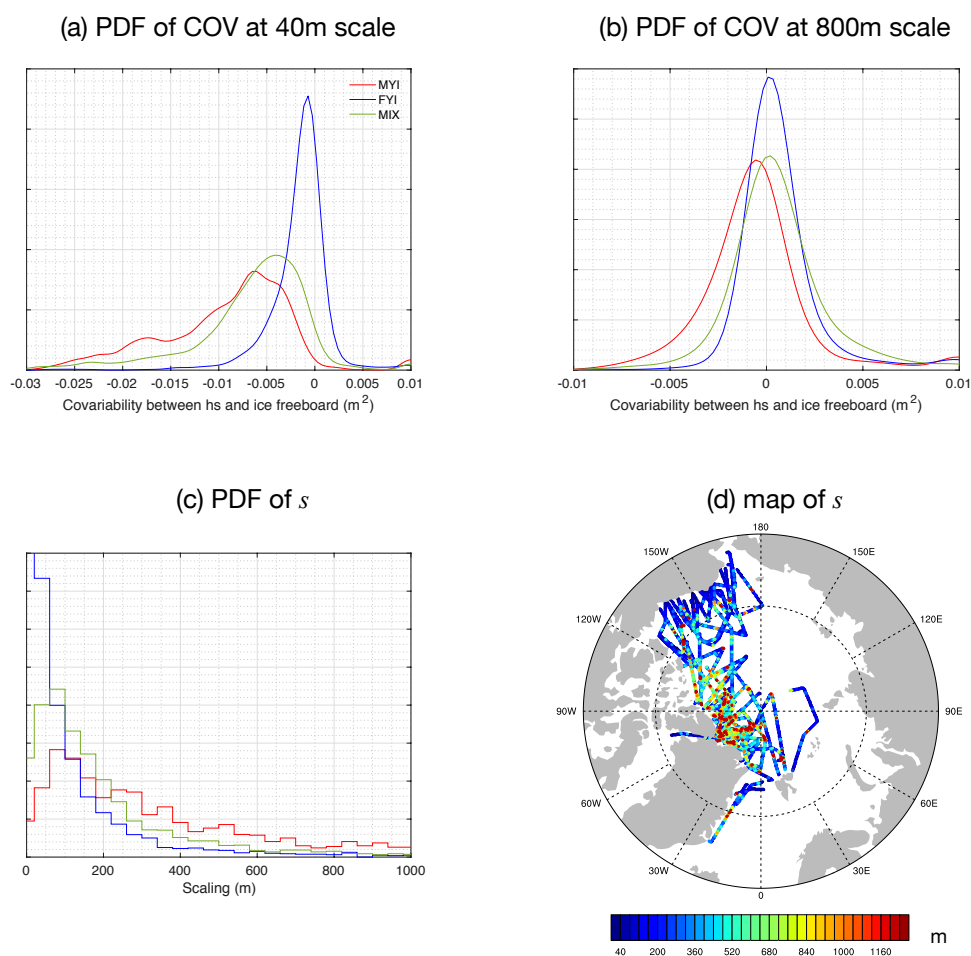 (a) PDF of COV at 40m scale
MYI
FYI
MIX
-0.03 -0.025 -0.02 -0.015 -0.01 -0.005 0 0.005 0.01
Covariability between hs and ice freeboard (m²)
(b) PDF of COV at 800m scale
-0.01 -0.005 0 0.005 0.01
Covariability between hs and ice freeboard (m²)
(c) PDF of s
0 200 400 600 800 1000
Scaling (m)
(d) map of s
180
150W 150E
120W 120E
90W 90E
60W 60E
30W 30E
0
40 200 360 520 680 840 1000 1160
m